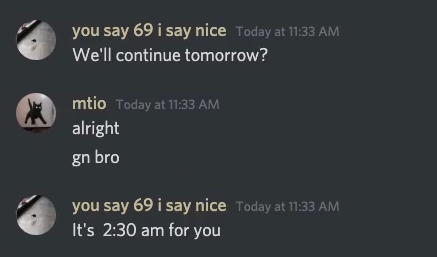 you say 69 i say nice Today at 11:33 AM
We'll continue tomorrow?
mtio Today at 11:33 AM
alright
gn bro
you say 69 i say nice Today at 11:33 AM
It's  2:30 am for you